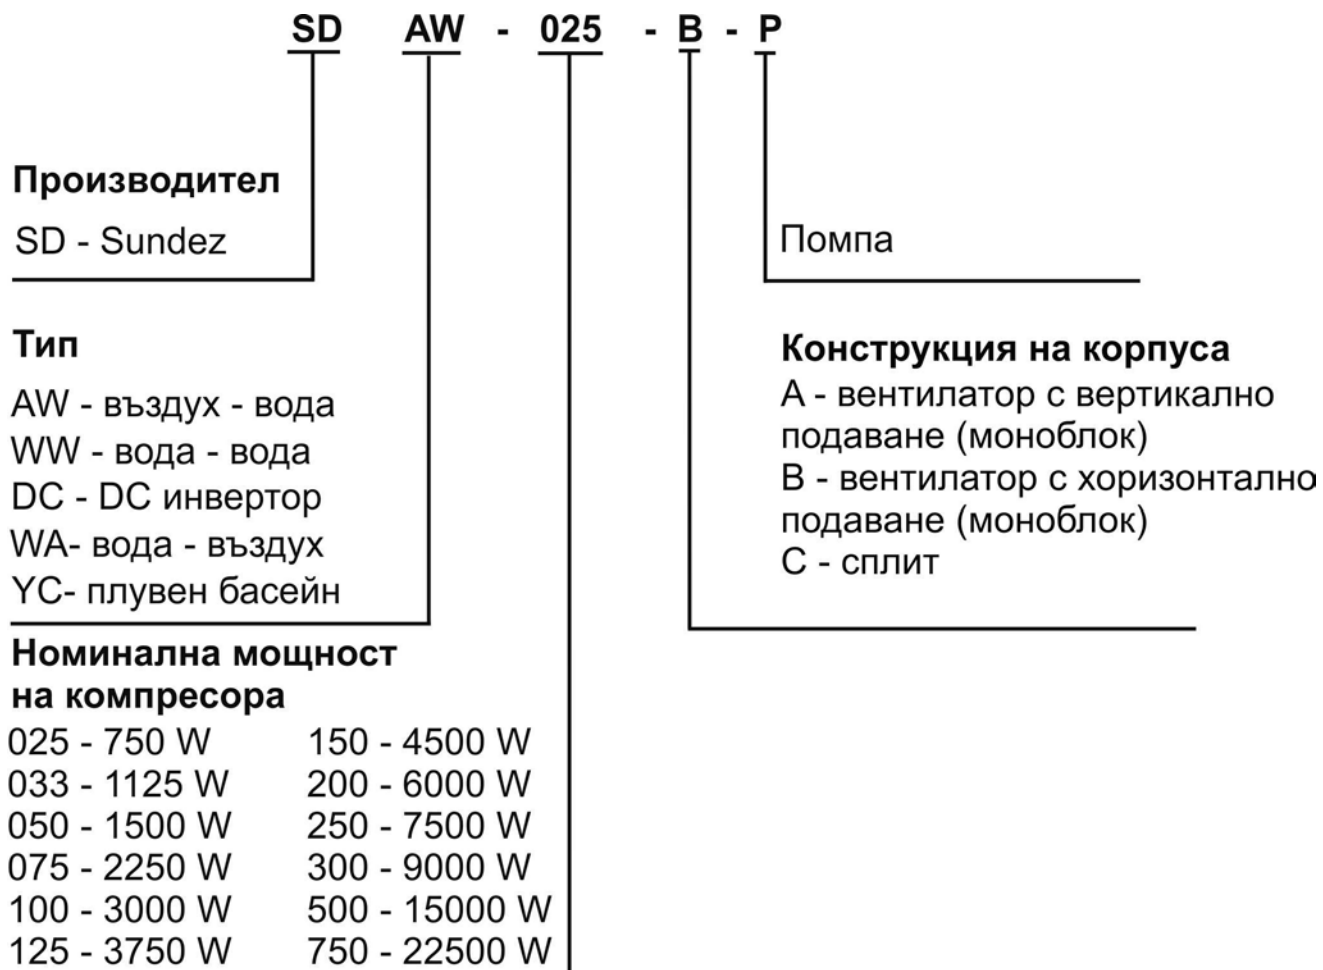 SD AW - 025 - B - P
Производител
SD - Sundez
Помпа
Тип
AW - въздух - вода
WW - вода - вода
DC - DC инвертор
WA- вода - въздух
YC- плувен басейн
Конструкция на корпуса
A - вентилатор с вертикално
подаване (моноблок)
B - вентилатор с хоризонтално
подаване (моноблок)
C - сплит
Номинална мощност
на компресора
025 - 750 W 150 - 4500 W
033 - 1125 W 200 - 6000 W
050 - 1500 W 250 - 7500 W
075 - 2250 W 300 - 9000 W
100 - 3000 W 500 - 15000 W
125 - 3750 W 750 - 22500 W